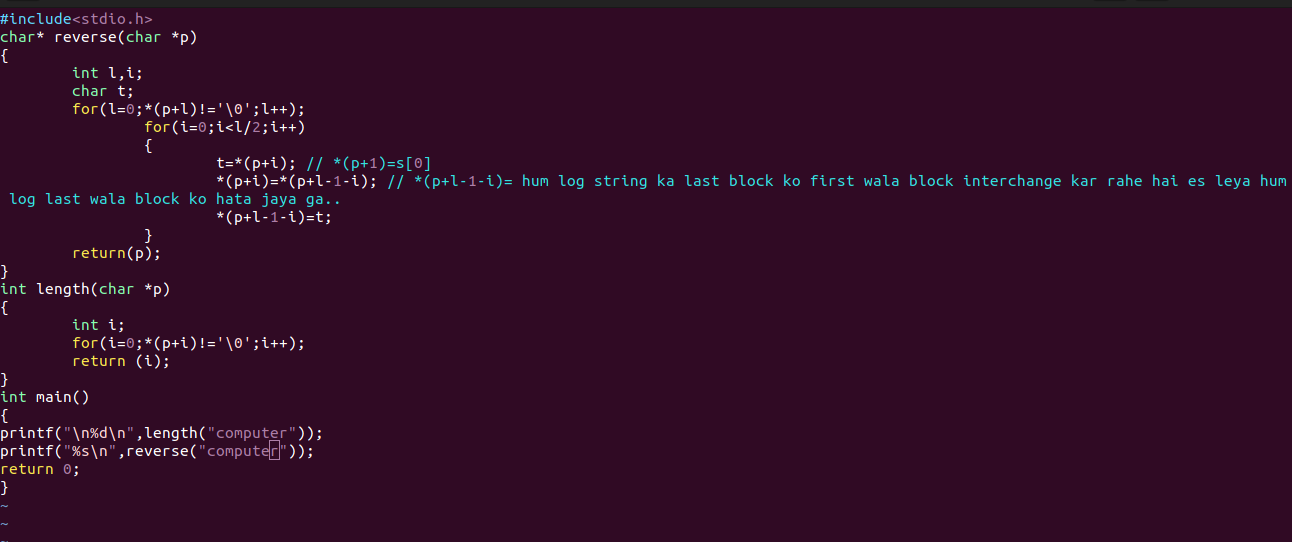 #include<stdio.h>
char* reverse(char *p)
{
        int l,i;
        char t;
        for(l=0;*(p+l)!='\0';l++);
                for(i=0;i<l/2;i++)
                {
                        t=*(p+i); // *(p+1)=s[0]
                        *(p+i)=*(p+l-1-i); // *(p+l-1-i)= hum log string ka last block ko first wala block interchange kar rahe hai es leya hum
 log last wala block ko hata jaya ga..
                        *(p+l-1-i)=t;
                }
        return(p);
}
int length(char *p)
{
        int i;
        for(i=0;*(p+i)!='\0';i++);
        return (i);
}
int main()
{
printf("\n%d\n",length("computer"));
printf("%s\n",reverse("computer"));
return 0;
}
~
~
~